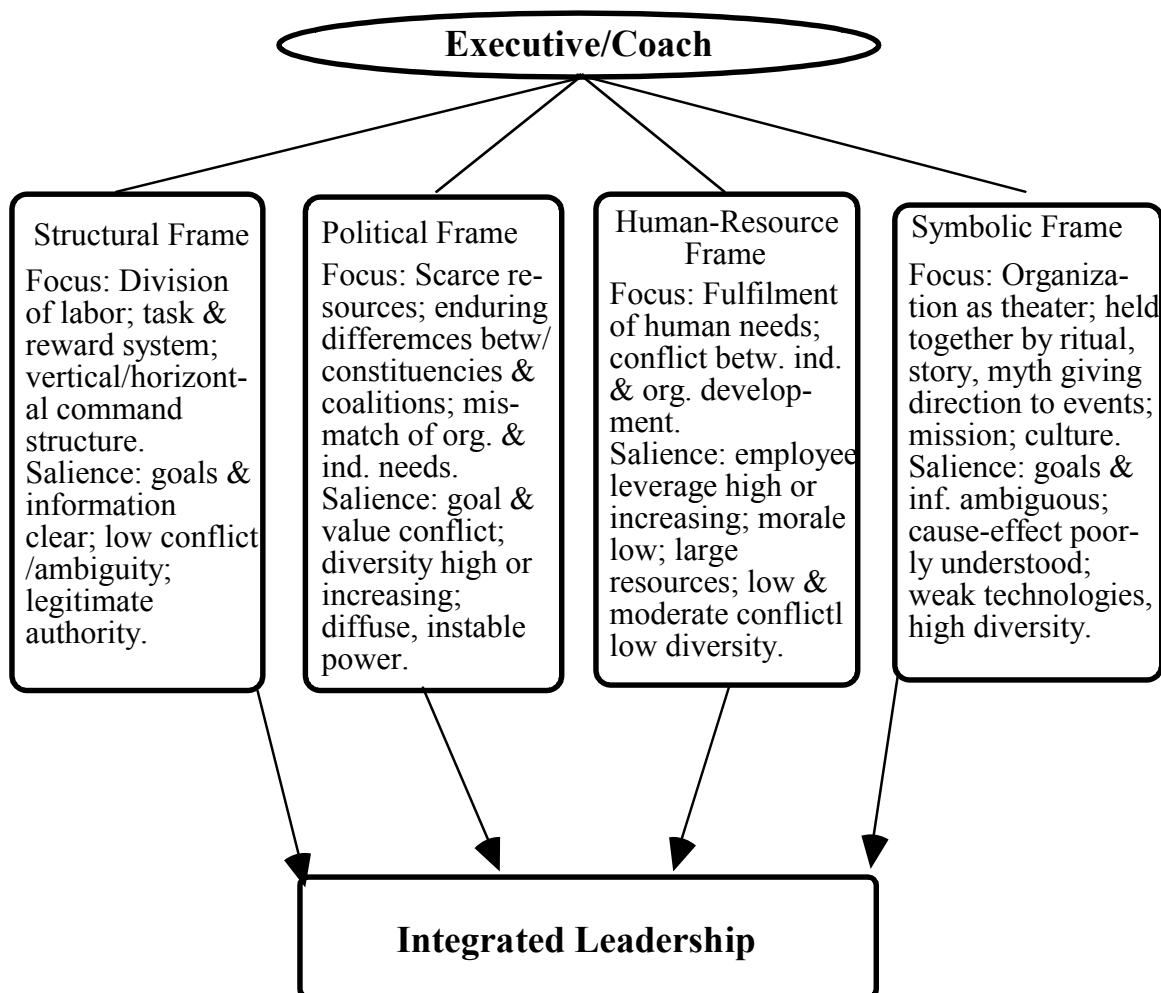 Executive/Coach
Structural Frame
Focus: Division
of labor; task &
reward system;
vertical/horizont-
al command
structure.
Salience: goals &
information
clear; low conflict
/ambiguity;
legitimate
authority.
Political Frame
Focus: Scarce re-
sources; enduring
differemces betw/
constituencies &
coalitions; mis-
match of org. &
ind. needs.
Salience: goal &
value conflict;
diversity high or
increasing;
diffuse, instable
power.
Human-Resource
Frame
Focus: Fulfilment
of human needs;
conflict betw. ind.
& org. develop-
ment.
Salience: employee
leverage high or
increasing; morale
low; large
resources; low &
moderate conflictl
low diversity.
Symbolic Frame
Focus: Organiza-
tion as theater; held
together by ritual,
story, myth giving
direction to events;
mission; culture.
Salience: goals &
inf. ambiguous;
cause-effect poor-
ly understood;
weak technologies,
high diversity.
Integrated Leadership